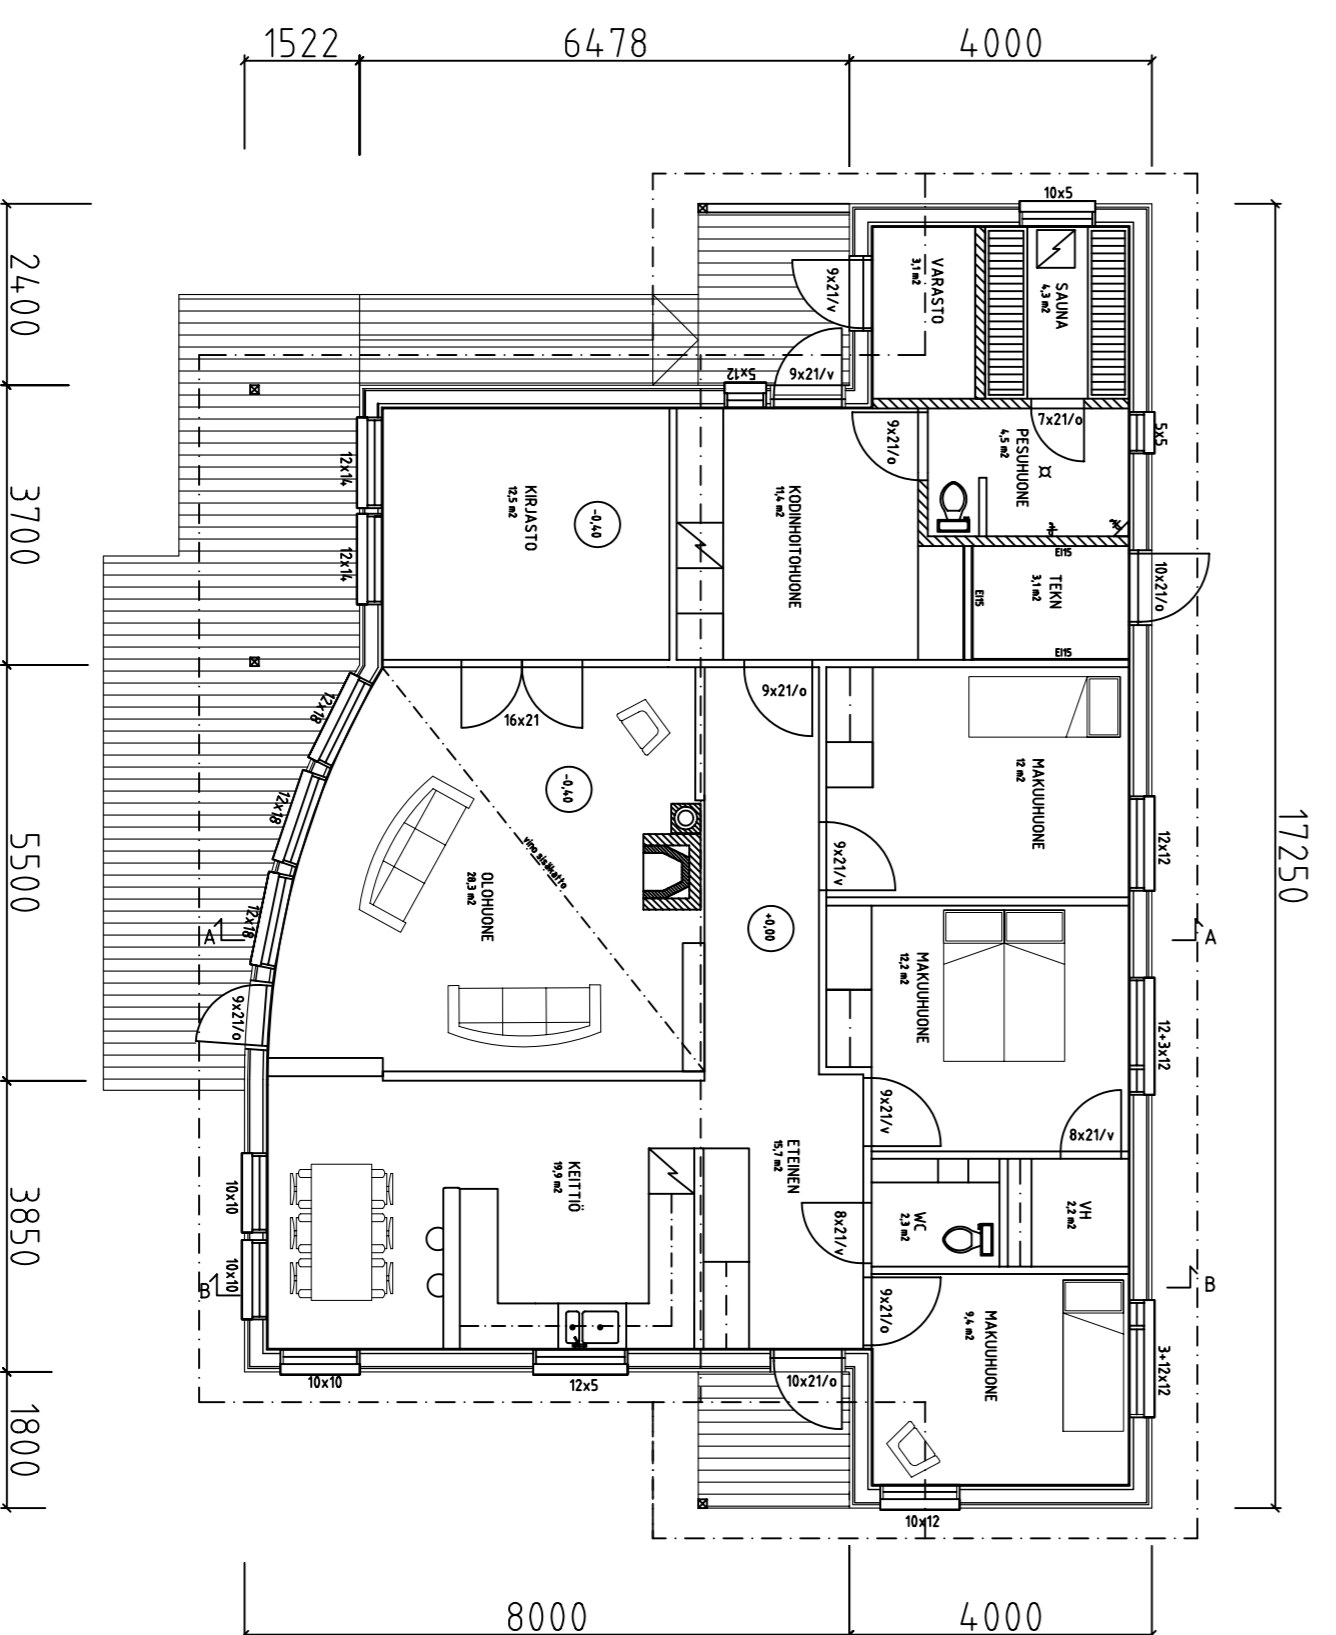 1522
6478
4000
2400
3700
5500
3850
1800
17250
8000
4000
10x5
VARASTO
3,1 m2
SAUNA
4,3 m2
9x21/v
9x21/v
5x12
7x21/o
5x5
9x21/o
PESUHUONE
4,5 m2
12x14
12x14
KIRJASTO
12,5 m2
-0,40
KODINHOITOHUONE
11,4 m2
EI15
TEKN
3,1 m2
EI15
EI15
10x21/o
16x21
9x21/o
12x18
12x18
12x18
-0,40
vino sisäkatto
OLOHUONE
28,3 m2
MAKUUHUONE
12 m2
12x12
9x21/v
+0,00
A
A
9x21/o
MAKUUHUONE
12,2 m2
12+3x12
9x21/v
8x21/v
ETEINEN
15,7 m2
KEITTIÖ
19,9 m2
10x10
10x10
WC
2,3 m2
VH
2,2 m2
8x21/v
B
B
9x21/o
MAKUUHUONE
9,4 m2
3+12x12
10x10
12x5
10x21/o
10x12